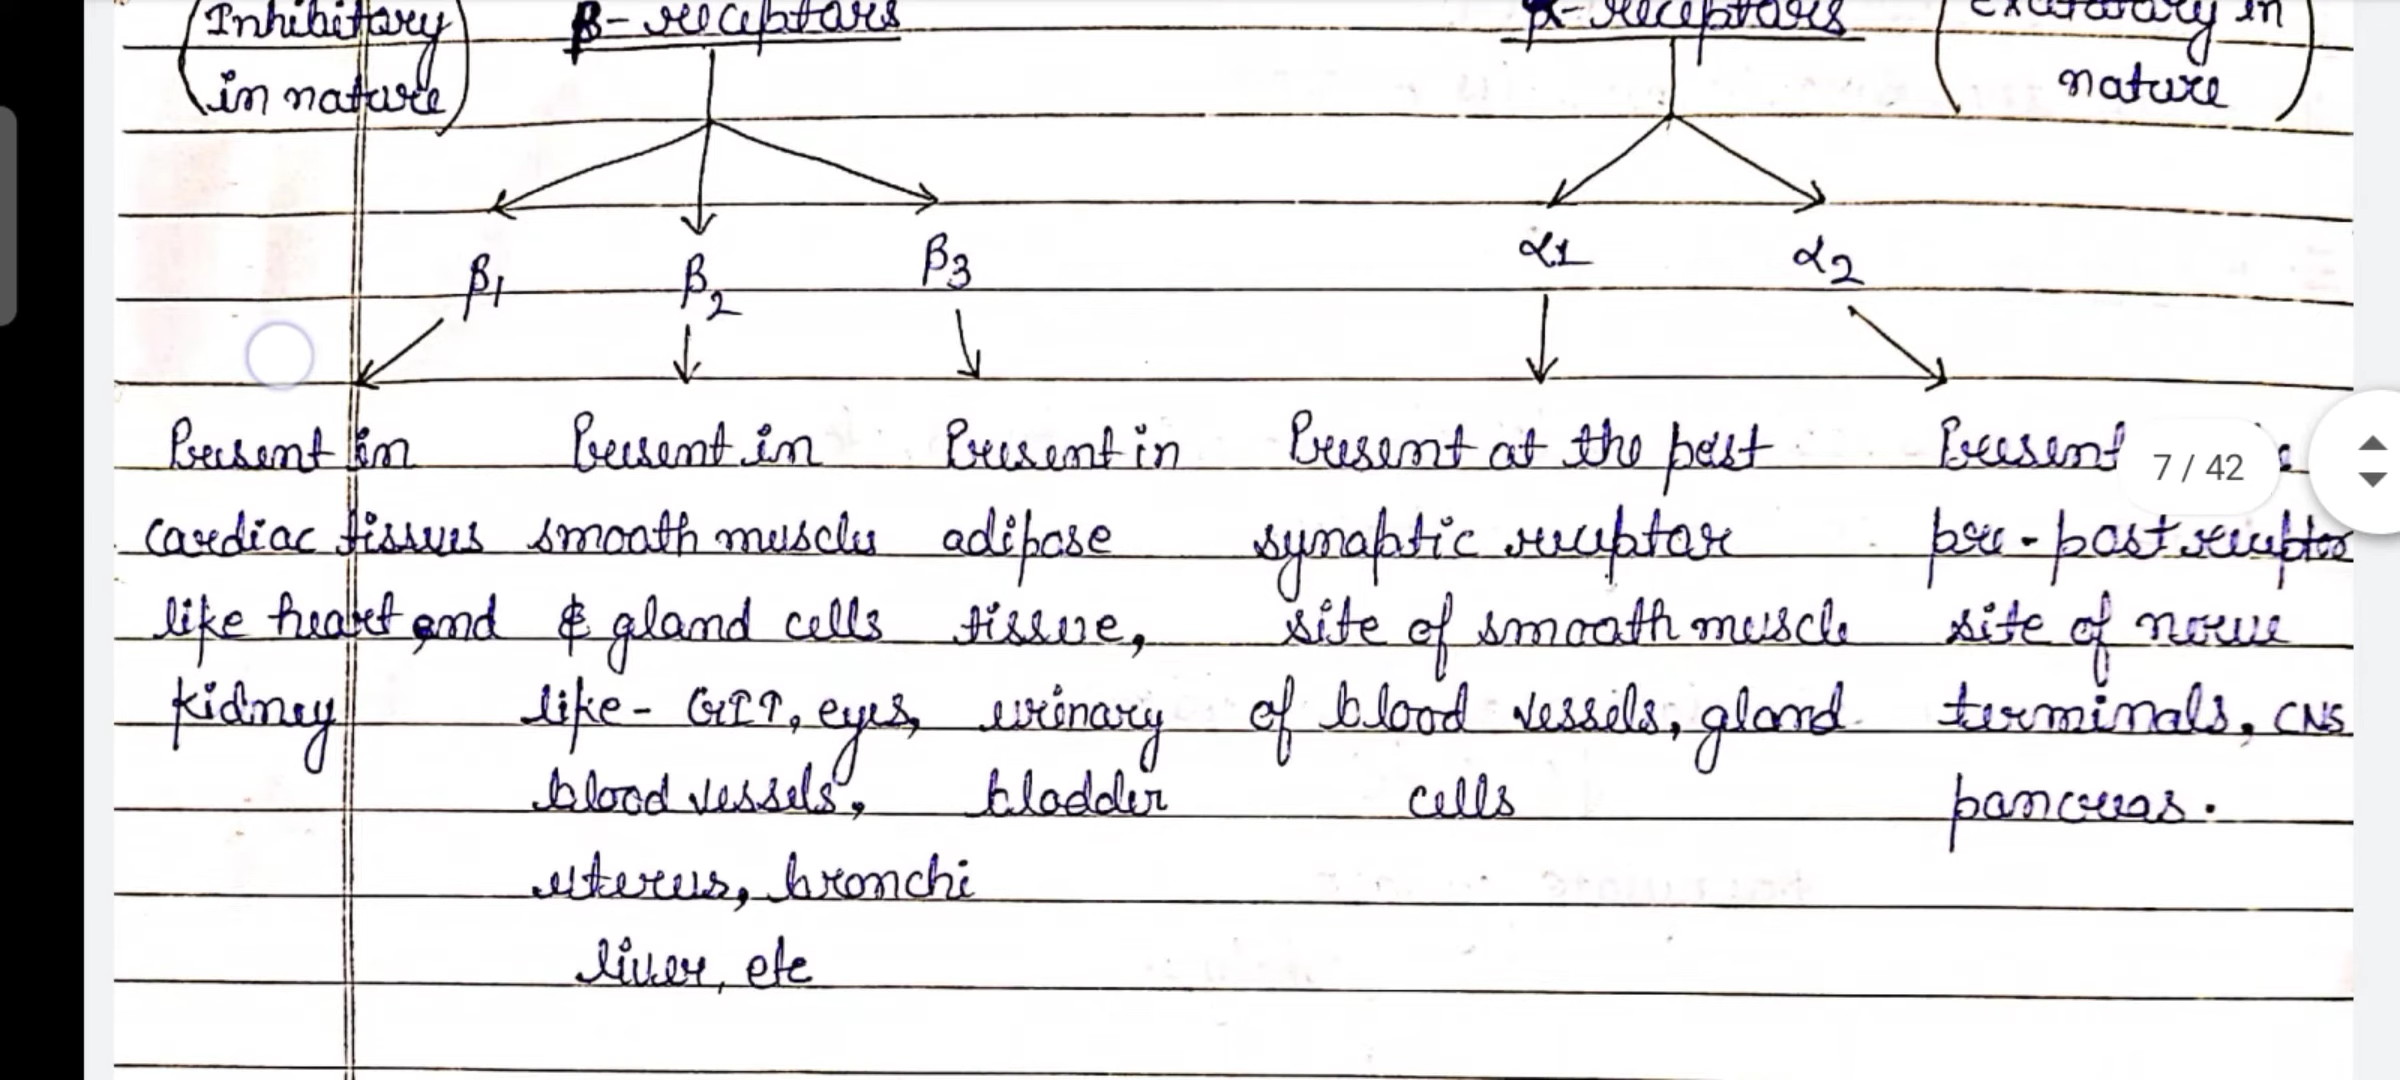 (Inhibitory in nature)
β- receptors
α- receptors
(Exitatory in nature)
β1
β2
β3
α1
α2
Present in
cardiac tissues
like heart and
kidney
Present in
smooth muscles
& gland cells
like- GIT, eyes,
blood vessels,
uterus, bronchi
liver, etc
Present in
adipose
tissue,
urinary
bladder
Present at the post
synaptic receptor
site of smooth muscle
of blood vessels, gland
cells
Present
pre - post receptor
site of nerve
terminals, CNS
pancreas.
7 / 42